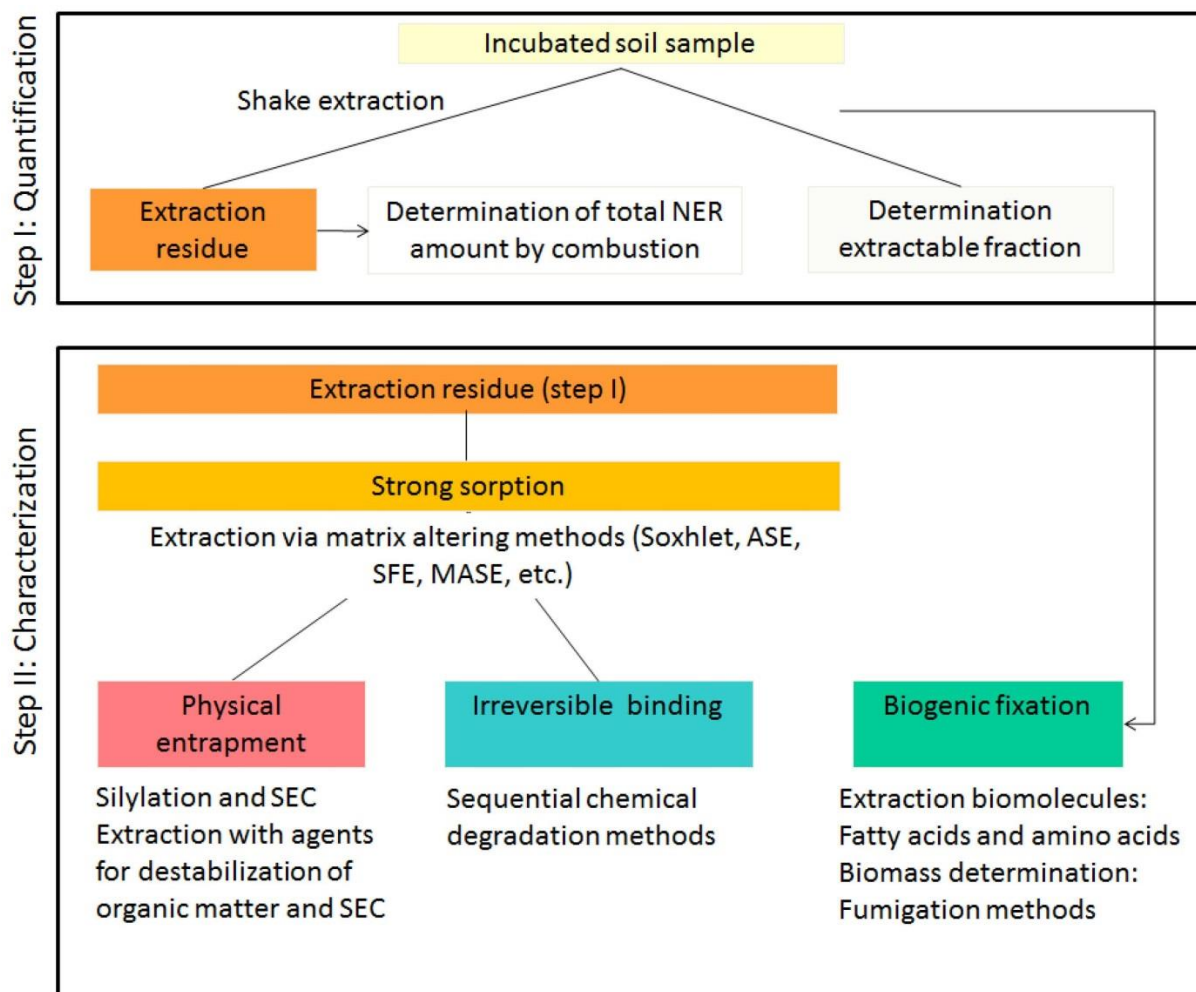 Step I: Quantification
Incubated soil sample
Shake extraction
Extraction
residue
Determination of total NER
amount by combustion
Determination
extractable fraction
Step II: Characterization
Extraction residue (step I)
Strong sorption
Extraction via matrix altering methods (Soxhlet, ASE,
SFE, MASE, etc.)
Physical
entrapment
Irreversible binding
Biogenic fixation
Silylation and SEC
Extraction with agents
for destabilization of
organic matter and SEC
Sequential chemical
degradation methods
Extraction biomolecules:
Fatty acids and amino acids
Biomass determination:
Fumigation methods